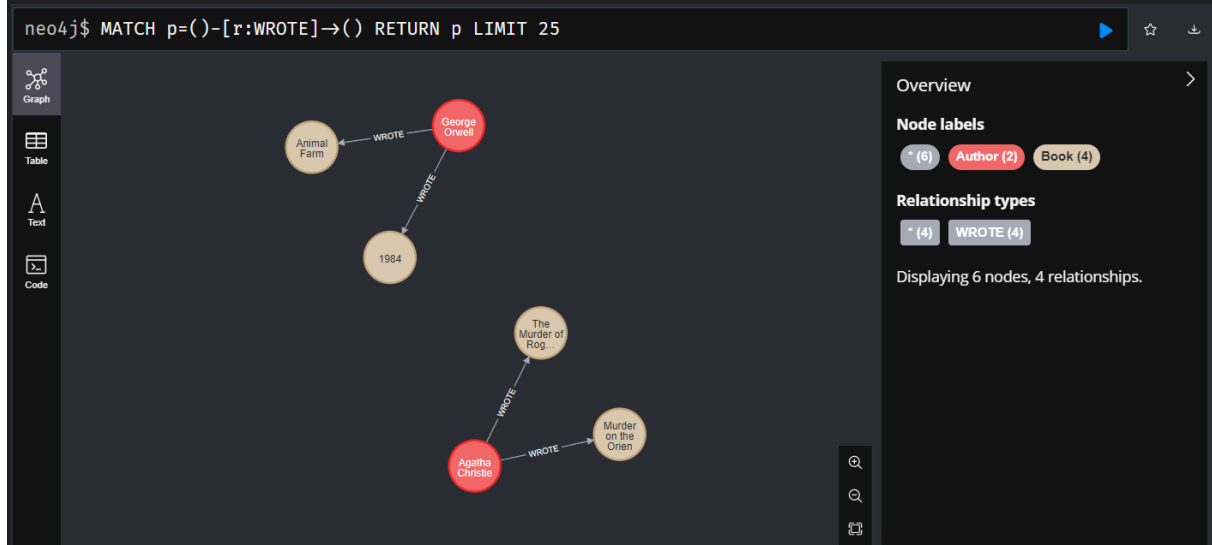 neo4j$ MATCH p=()-[r:WROTE]→() RETURN p LIMIT 25
Graph
Table
Text
Code
Animal
Farm
WROTE
George
Orwell
WROTE
1984
The
Murder of
Rog...
WROTE
Murder
on the
Orien
WROTE
Agatha
Christie
Overview
Node labels
* (6) Author (2) Book (4)
Relationship types
* (4) WROTE (4)
Displaying 6 nodes, 4 relationships.